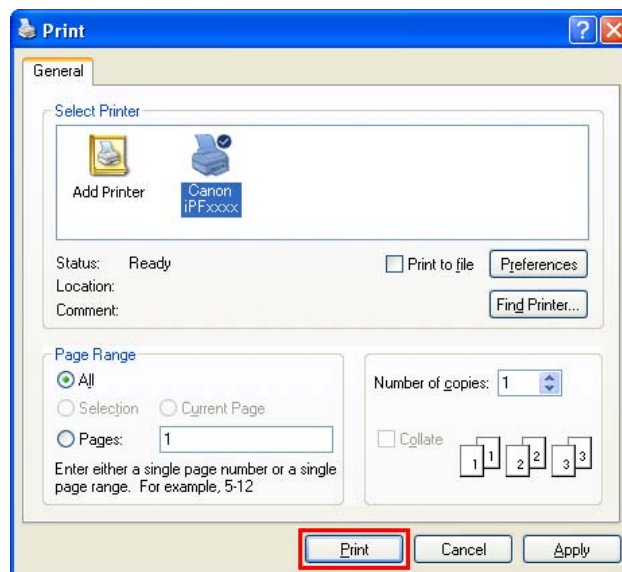 Print
General
Select Printer
Add Printer
Canon
iPFxxxx
Status: Ready
Location:
Comment:
Print to file
Preferences
Find Printer...
Page Range
All
Selection
Current Page
Pages: 1
Enter either a single page number or a single
page range. For example, 5-12
Number of copies: 1
Collate
1 1 2 2 3 3
Print
Cancel
Apply